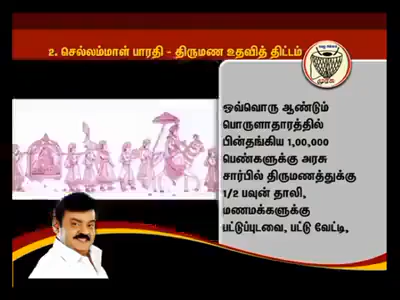 2. செல்லம்மாள் பாரதி - திருமண உதவித் திட்டம்
ஒவ்வொரு ஆண்டும்
பொருளாதாரத்தில்
பின்தங்கிய 1,00,000
பெண்களுக்கு அரசு
சார்பில் திருமணத்துக்கு
1/2 பவுன் தாலி,
மணமக்களுக்கு
பட்டுப்புடவை, பட்டு வேட்டி,